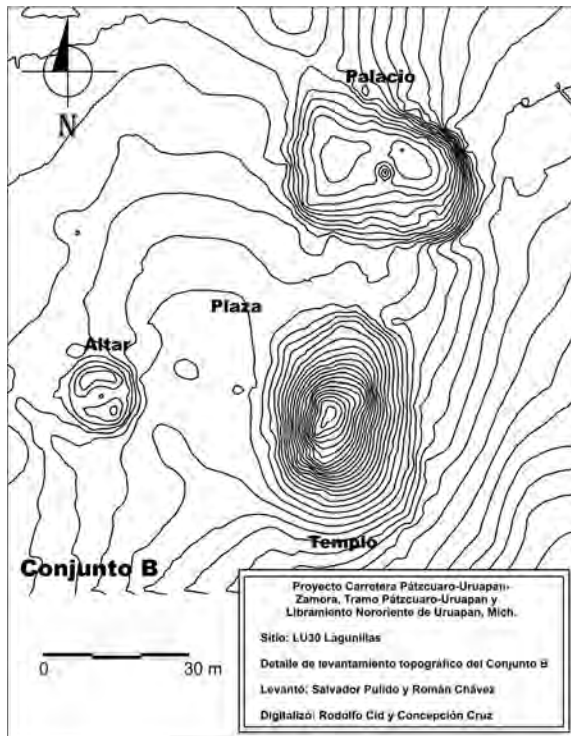 Palacio
N
Plaza
Altar
Templo
Conjunto B
0 30 m
Proyecto Carretera Pátzcuaro-Uruapan-
Zamora, Tramo Pátzcuaro-Uruapan y
Libramiento Nororiente de Uruapan, Mich.
Sitio: LU30 Lagunillas
Detalle de levantamiento topográfico del Conjunto B
Levantó: Salvador Pulido y Román Chávez
Digitalizó: Rodolfo Cid y Concepción Cruz